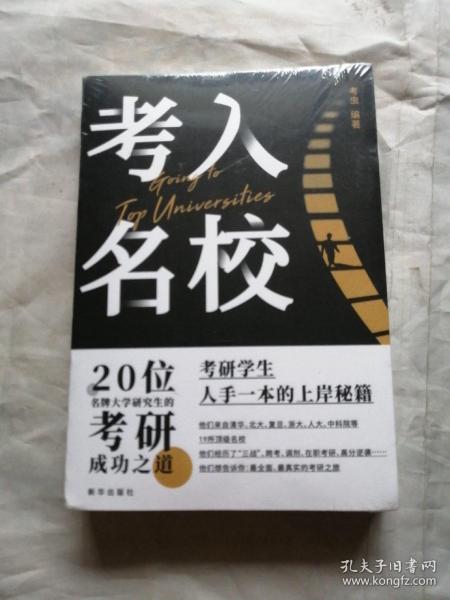 考虫 编著
考入
Going to
Top Universities
名校
20位
名牌大学研究生的
考研
成功之道
新华出版社
考研学生
人手一本的上岸秘籍
他们来自清华、北大、复旦、浙大、人大、中科院等
19所顶级名校
他们经历了“三战”、跨考、调剂、在职考研、高分逆袭……
他们想告诉你：最全面、最真实的考研之旅
孔夫子旧书网
www.kongfz.com